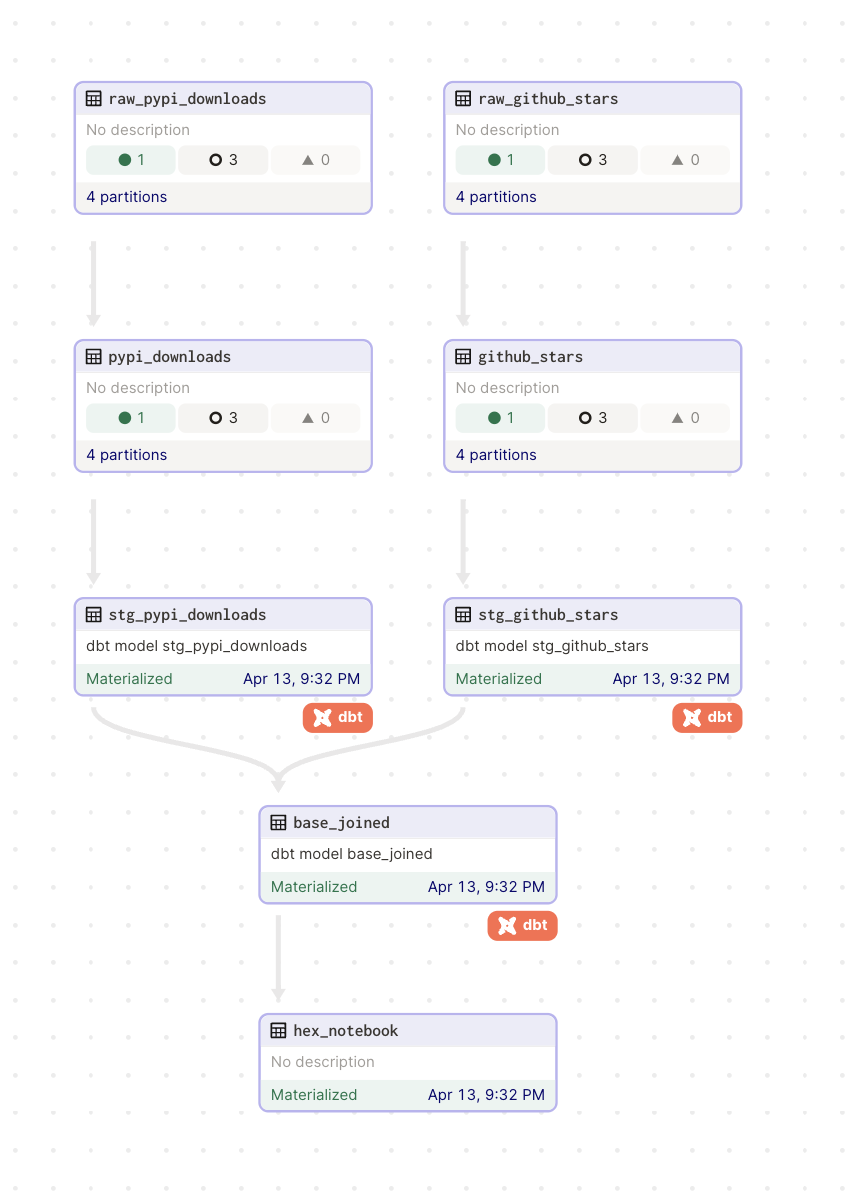 raw_pypi_downloads
No description
1 3 0
4 partitions
raw_github_stars
No description
1 3 0
4 partitions
pypi_downloads
No description
1 3 0
4 partitions
github_stars
No description
1 3 0
4 partitions
stg_pypi_downloads
dbt model stg_pypi_downloads
Materialized Apr 13, 9:32 PM
dbt
stg_github_stars
dbt model stg_github_stars
Materialized Apr 13, 9:32 PM
dbt
base_joined
dbt model base_joined
Materialized Apr 13, 9:32 PM
dbt
hex_notebook
No description
Materialized Apr 13, 9:32 PM